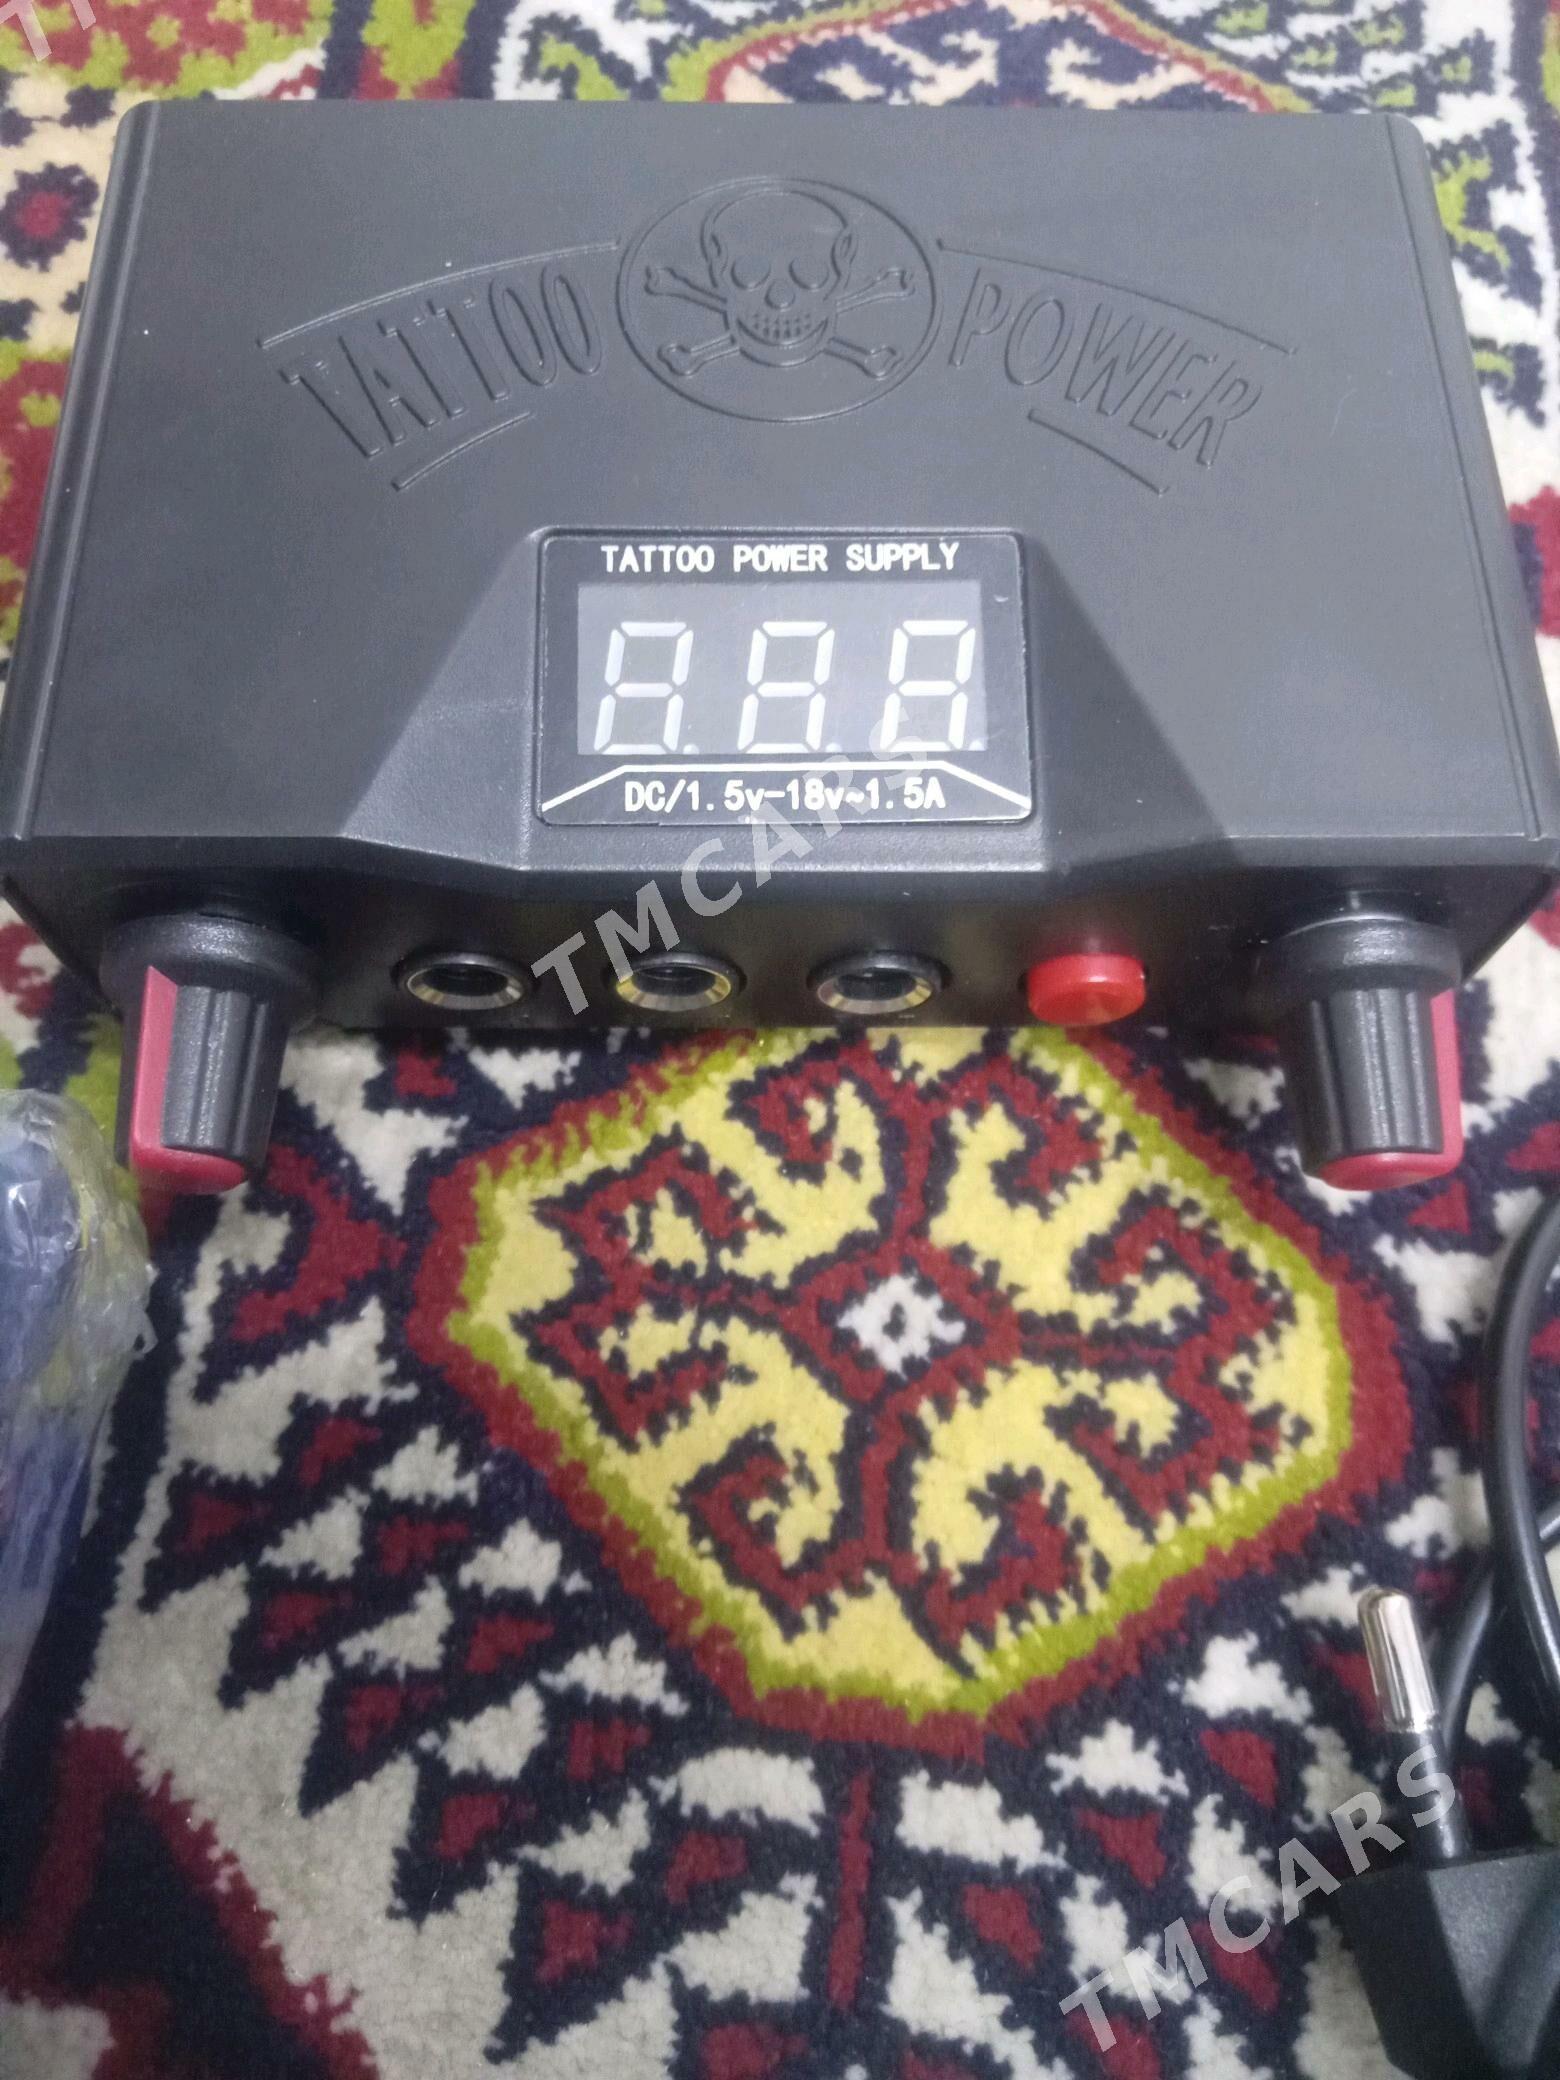 TATTOO POWER
TATTOO POWER SUPPLY
8.8.8.
DC/1.5v-18v~1.5A
TMCARS
TMCARS